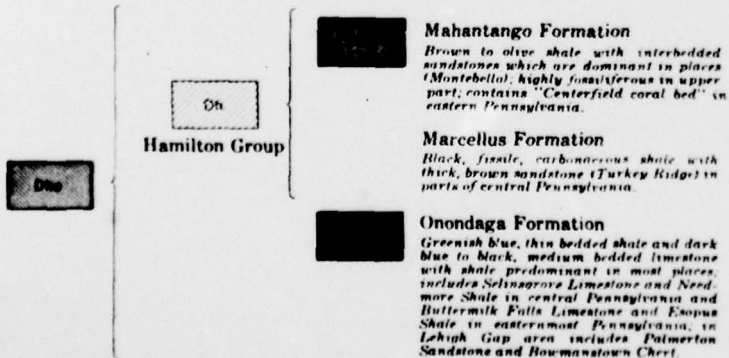 Mahantango Formation
Brown to olive shale with interbedded
sandstones which are dominant in places
(Montebello); highly fossiliferous in upper
part; contains "Centerfield coral bed" in
eastern Pennsylvania.
Dh
Hamilton Group
Marcellus Formation
Black, fissile, carbonaceous shale with
thick, brown sandstone (Turkey Ridge) in
parts of central Pennsylvania.
Dho
Onondaga Formation
Greenish blue, thin bedded shale and dark
blue to black, medium bedded limestone
with shale predominant in most places;
includes Selinsgrove Limestone and Need-
more Shale in central Pennsylvania and
Buttermilk Falls Limestone and Esopus
Shale in easternmost Pennsylvania; in
Lehigh Gap area includes Palmerton
Sandstone and Bowmanstown Chert.